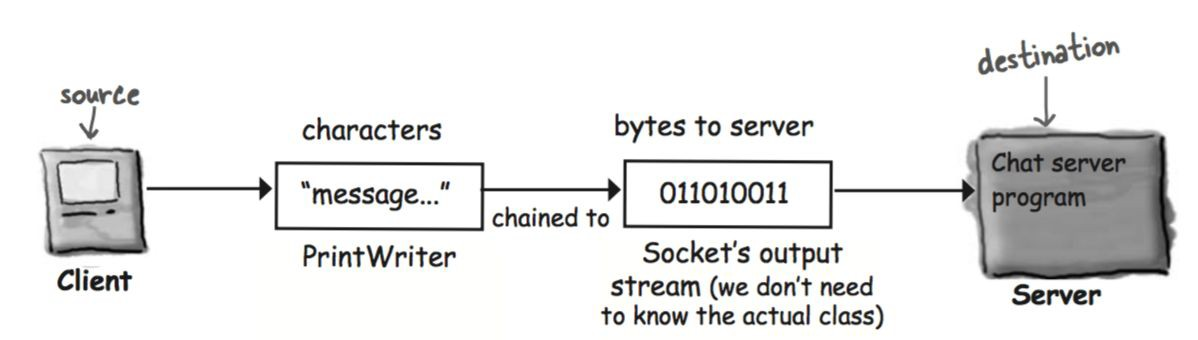 source
Client
characters
“message...”
PrintWriter
chained to
bytes to server
011010011
Socket’s output
stream (we don’t need
to know the actual class)
destination
Chat server
program
Server